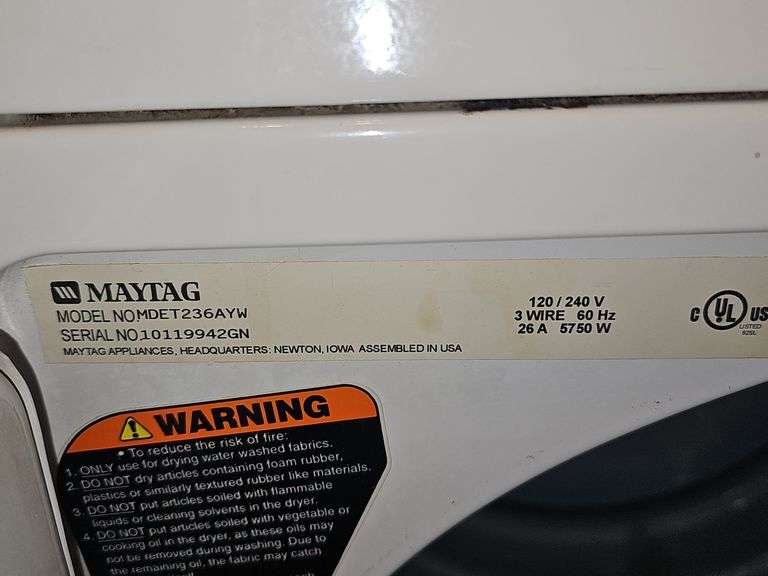 MAYTAG
MODEL NO MDET236AYW
SERIAL NO 10119942GN
MAYTAG APPLIANCES, HEADQUARTERS: NEWTON, IOWA ASSEMBLED IN USA
120 / 240 V
3 WIRE 60 Hz
26 A 5750 W
C UL US
LISTED
WARNING
• To reduce the risk of fire:
1. ONLY use for drying water washed fabrics.
2. DO NOT dry articles containing foam rubber,
plastics or similarly textured rubber like materials.
3. DO NOT put articles soiled with flammable
liquids or cleaning solvents in the dryer.
4. DO NOT put articles soiled with vegetable or
cooking oil in the dryer, as these oils may
not be removed during washing. Due to
the remaining oil, the fabric may catch